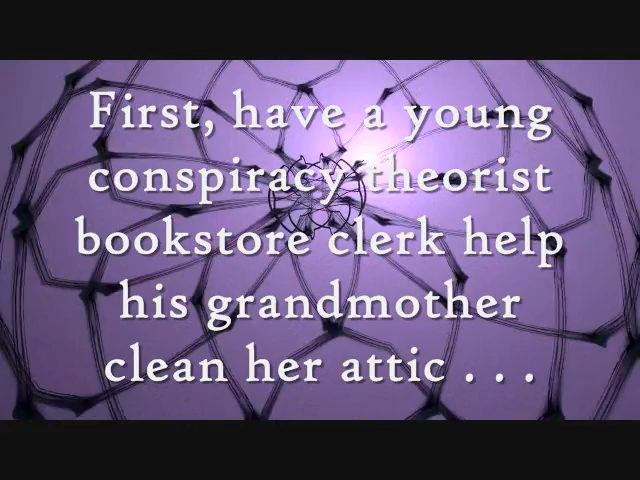 First, have a young
conspiracy theorist
bookstore clerk help
his grandmother
clean her attic . . .